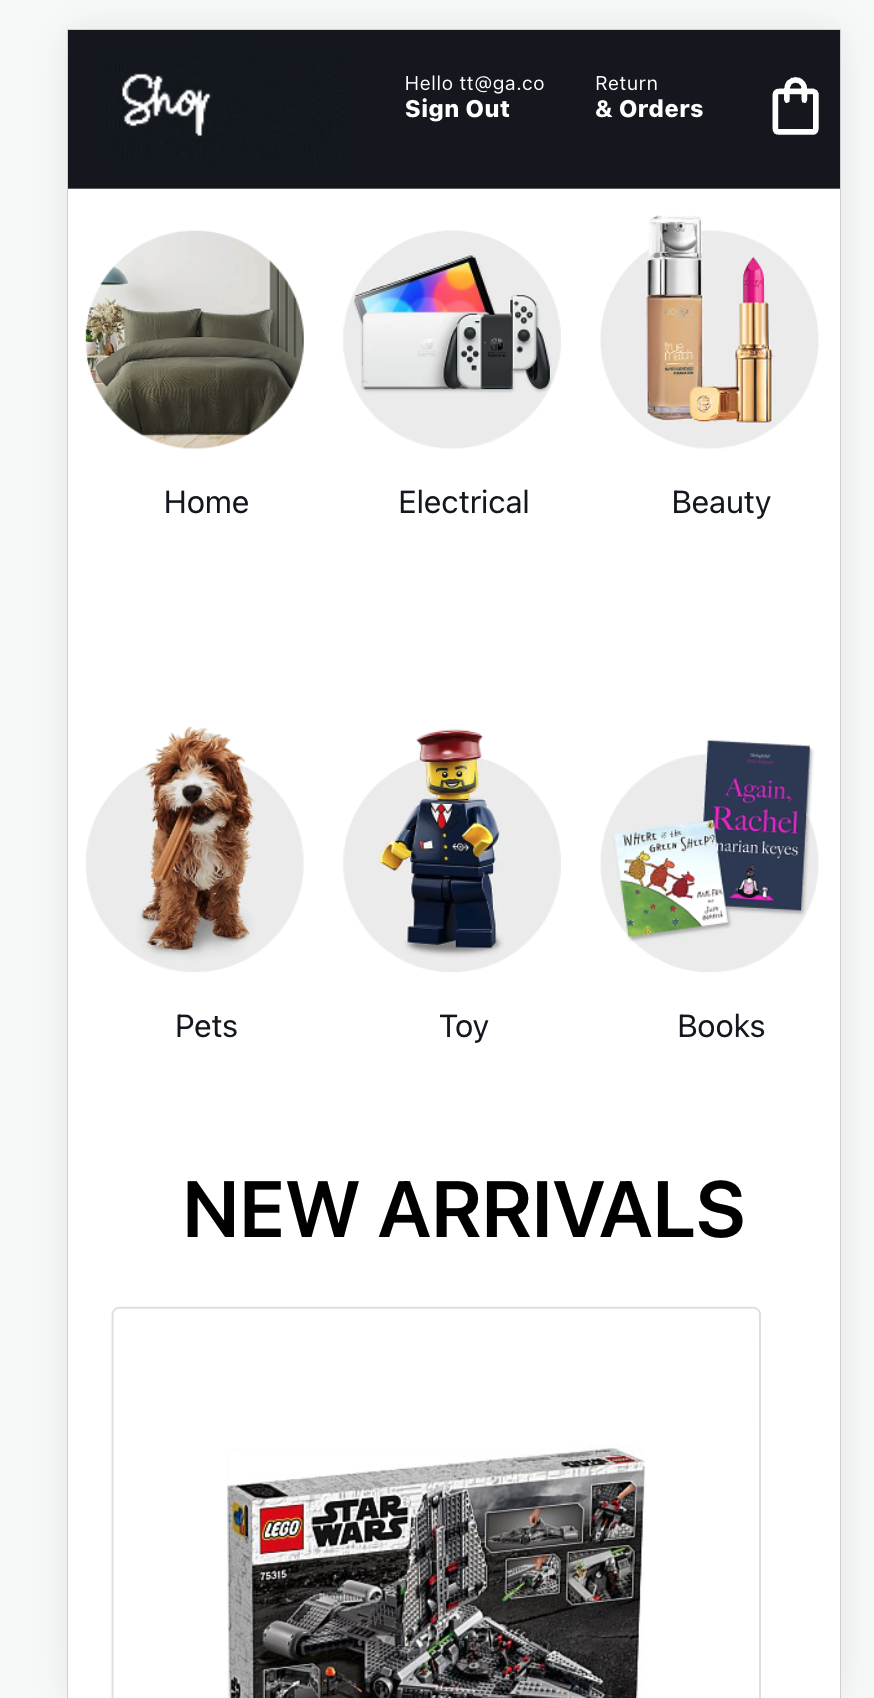 Shop
Hello tt@ga.co
Sign Out
Return
& Orders
Home
Electrical
Beauty
true
match
Pets
Toy
Books
Again,
Rachel
marian keyes
WHERE is the
GREEN SHEEP?
NEW ARRIVALS
LEGO
STAR
WARS
75315